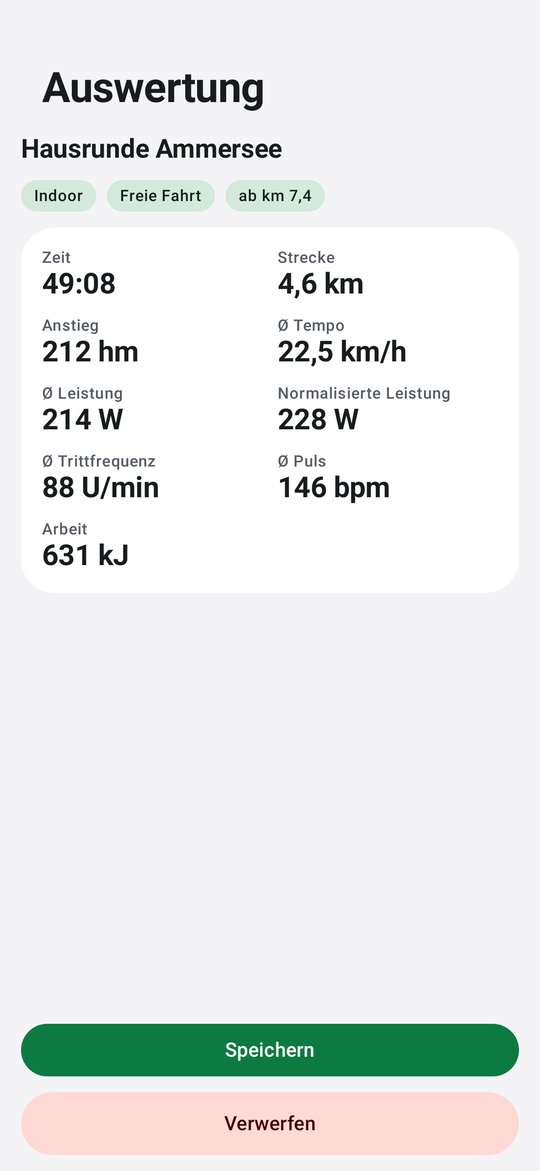 Auswertung
Hausrunde Ammersee
Indoor
Freie Fahrt
ab km 7,4
Zeit
49:08
Strecke
4,6 km
Anstieg
212 hm
Ø Tempo
22,5 km/h
Ø Leistung
214 W
Normalisierte Leistung
228 W
Ø Trittfrequenz
88 U/min
Ø Puls
146 bpm
Arbeit
631 kJ
Speichern
Verwerfen